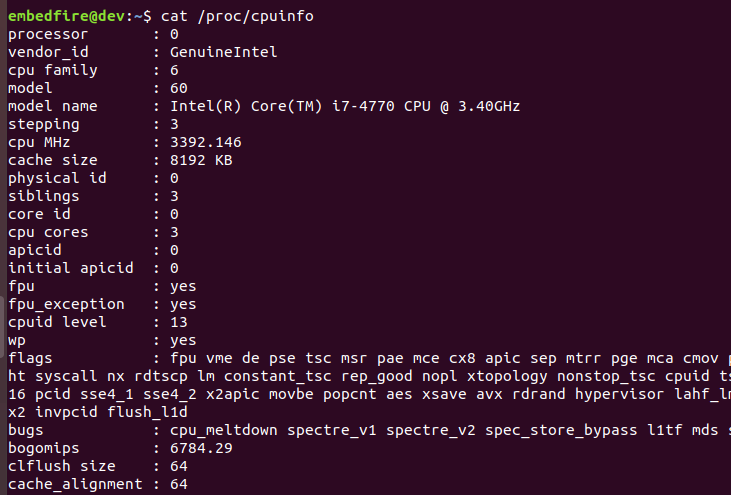 embedfire@dev:~$ cat /proc/cpuinfo
processor : 0
vendor_id : GenuineIntel
cpu family : 6
model : 60
model name : Intel(R) Core(TM) i7-4770 CPU @ 3.40GHz
stepping : 3
cpu MHz : 3392.146
cache size : 8192 KB
physical id : 0
siblings : 3
core id : 0
cpu cores : 3
apicid : 0
initial apicid : 0
fpu : yes
fpu_exception : yes
cpuid level : 13
wp : yes
flags : fpu vme de pse tsc msr pae mce cx8 apic sep mtrr pge mca cmov p
ht syscall nx rdtscp lm constant_tsc rep_good nopl xtopology nonstop_tsc cpuid ts
16 pcid sse4_1 sse4_2 x2apic movbe popcnt aes xsave avx rdrand hypervisor lahf_lm
x2 invpcid flush_l1d
bugs : cpu_meltdown spectre_v1 spectre_v2 spec_store_bypass l1tf mds s
bogomips : 6784.29
clflush size : 64
cache_alignment : 64